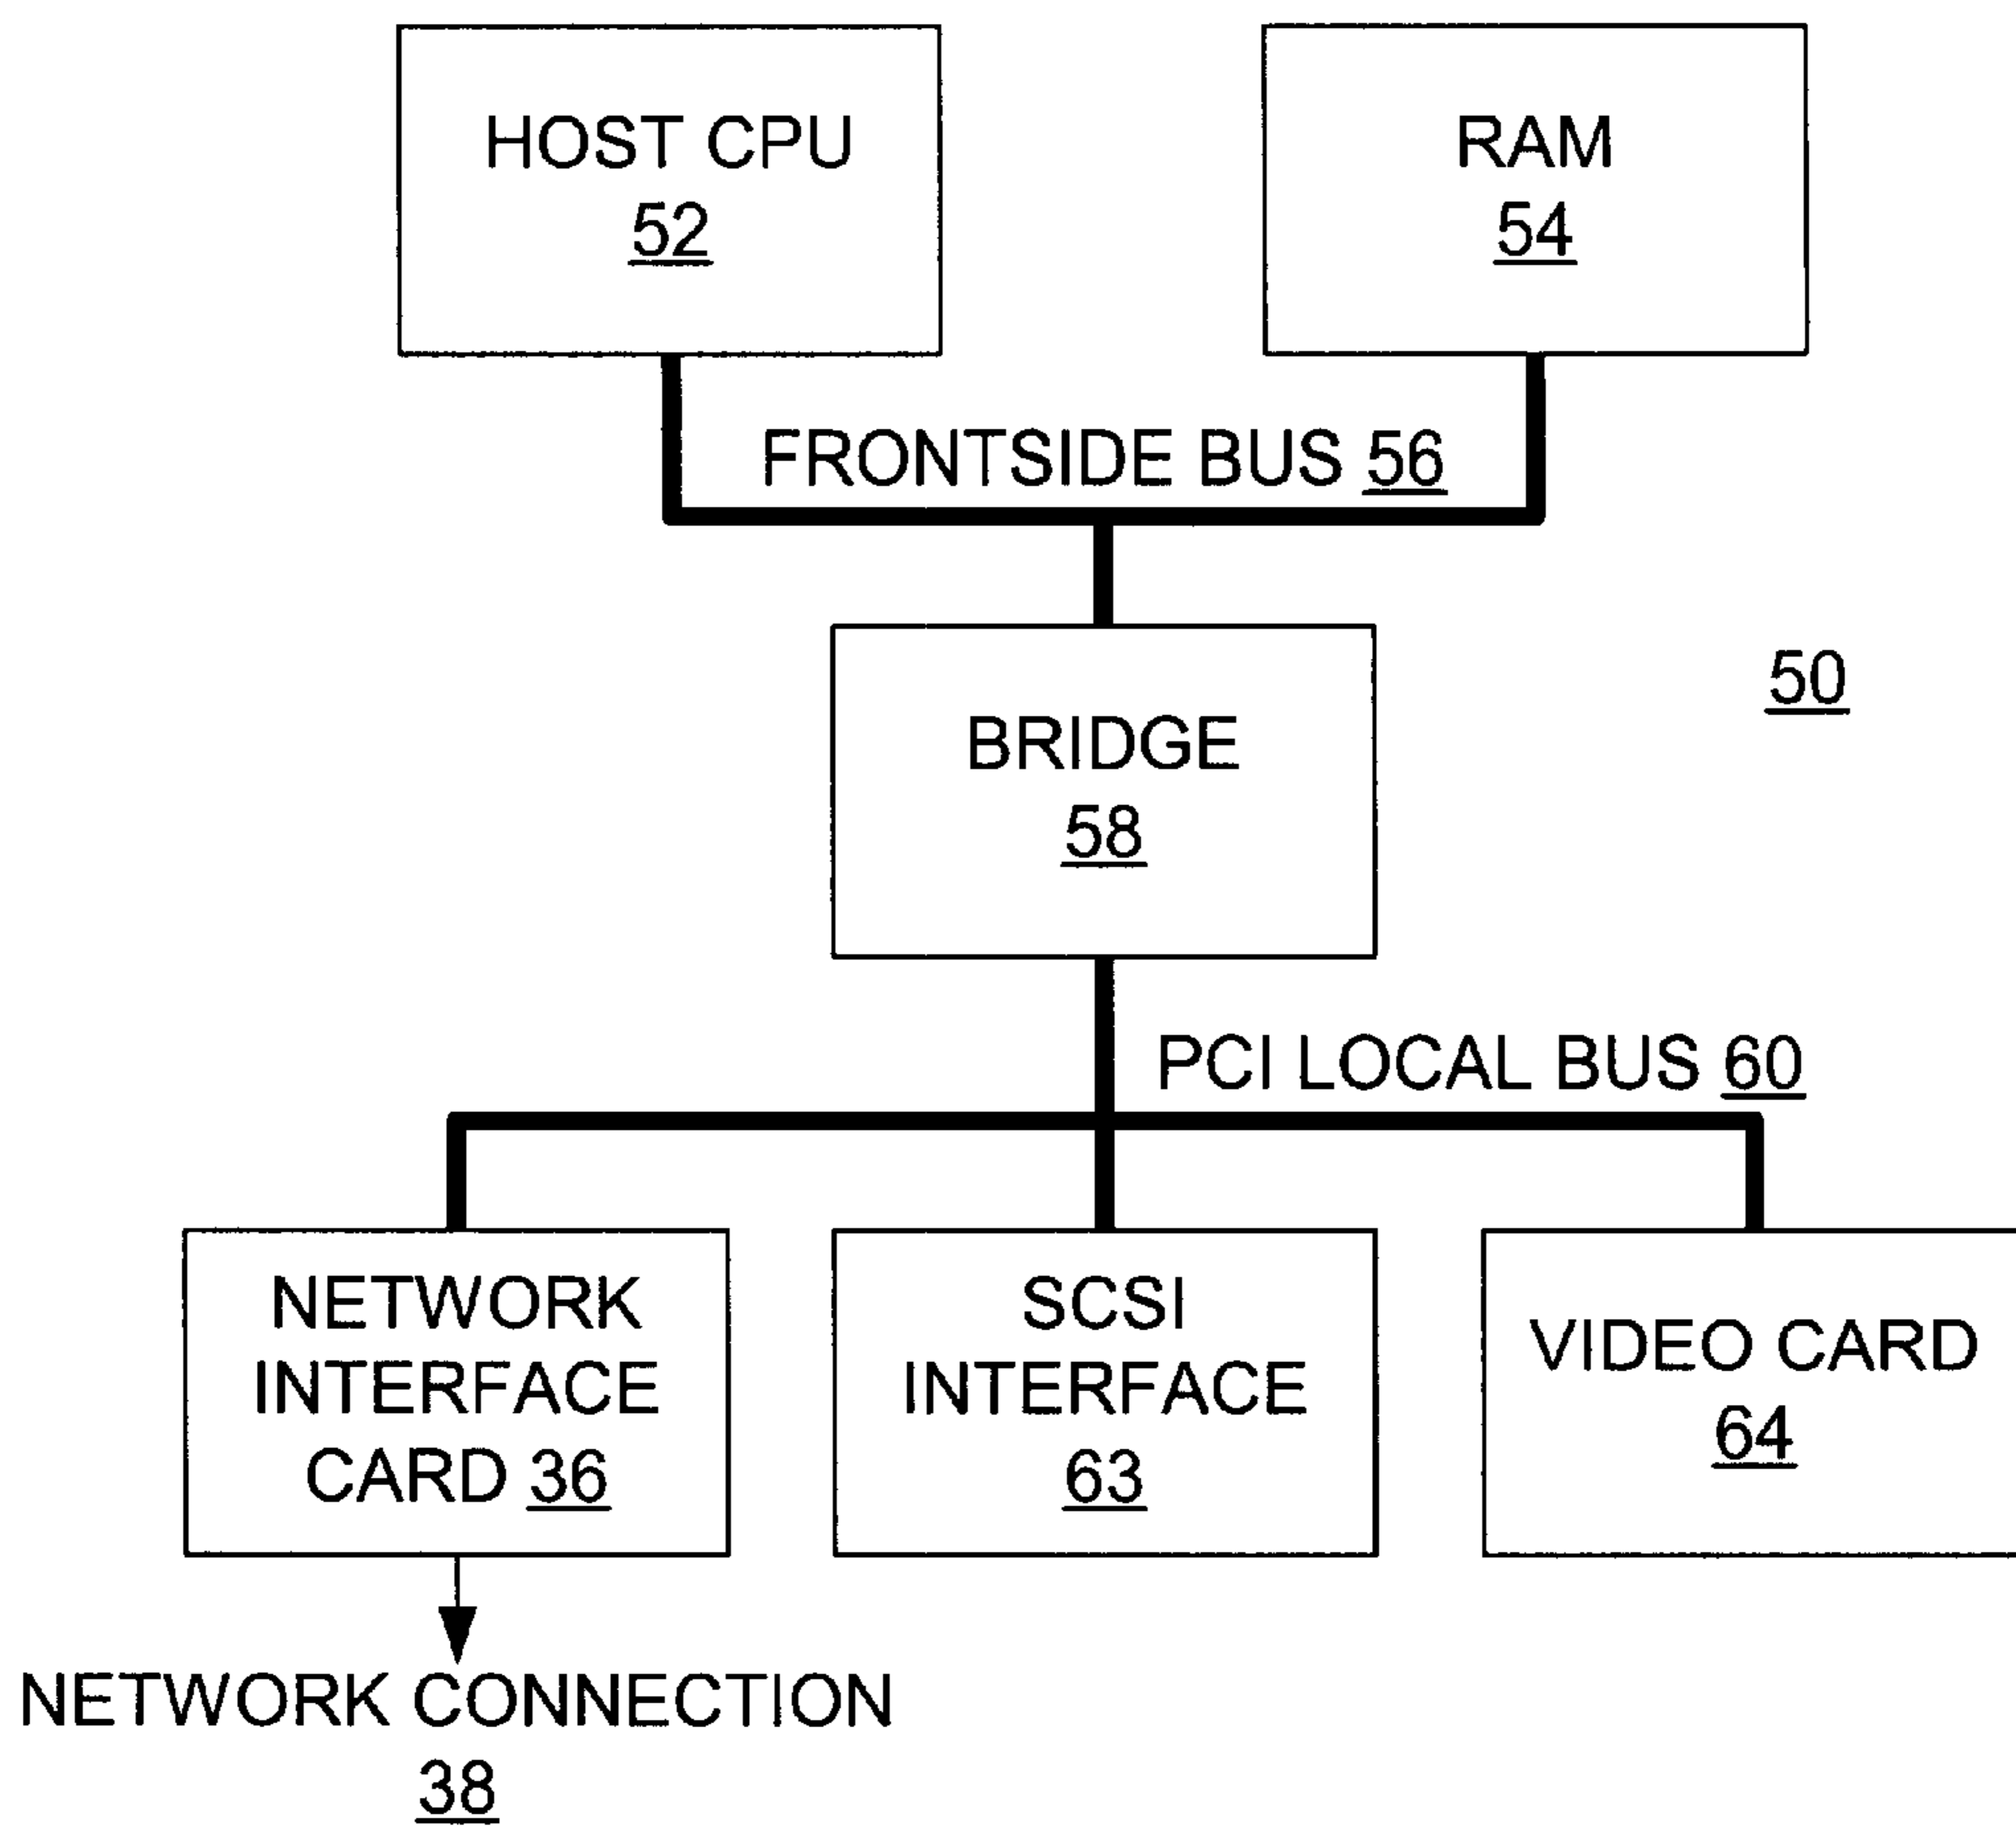 HOST CPU
52
RAM
54
FRONTSIDE BUS 56
BRIDGE
58
50
PCI LOCAL BUS 60
NETWORK
INTERFACE
CARD 36
SCSI
INTERFACE
63
VIDEO CARD
64
NETWORK CONNECTION
38